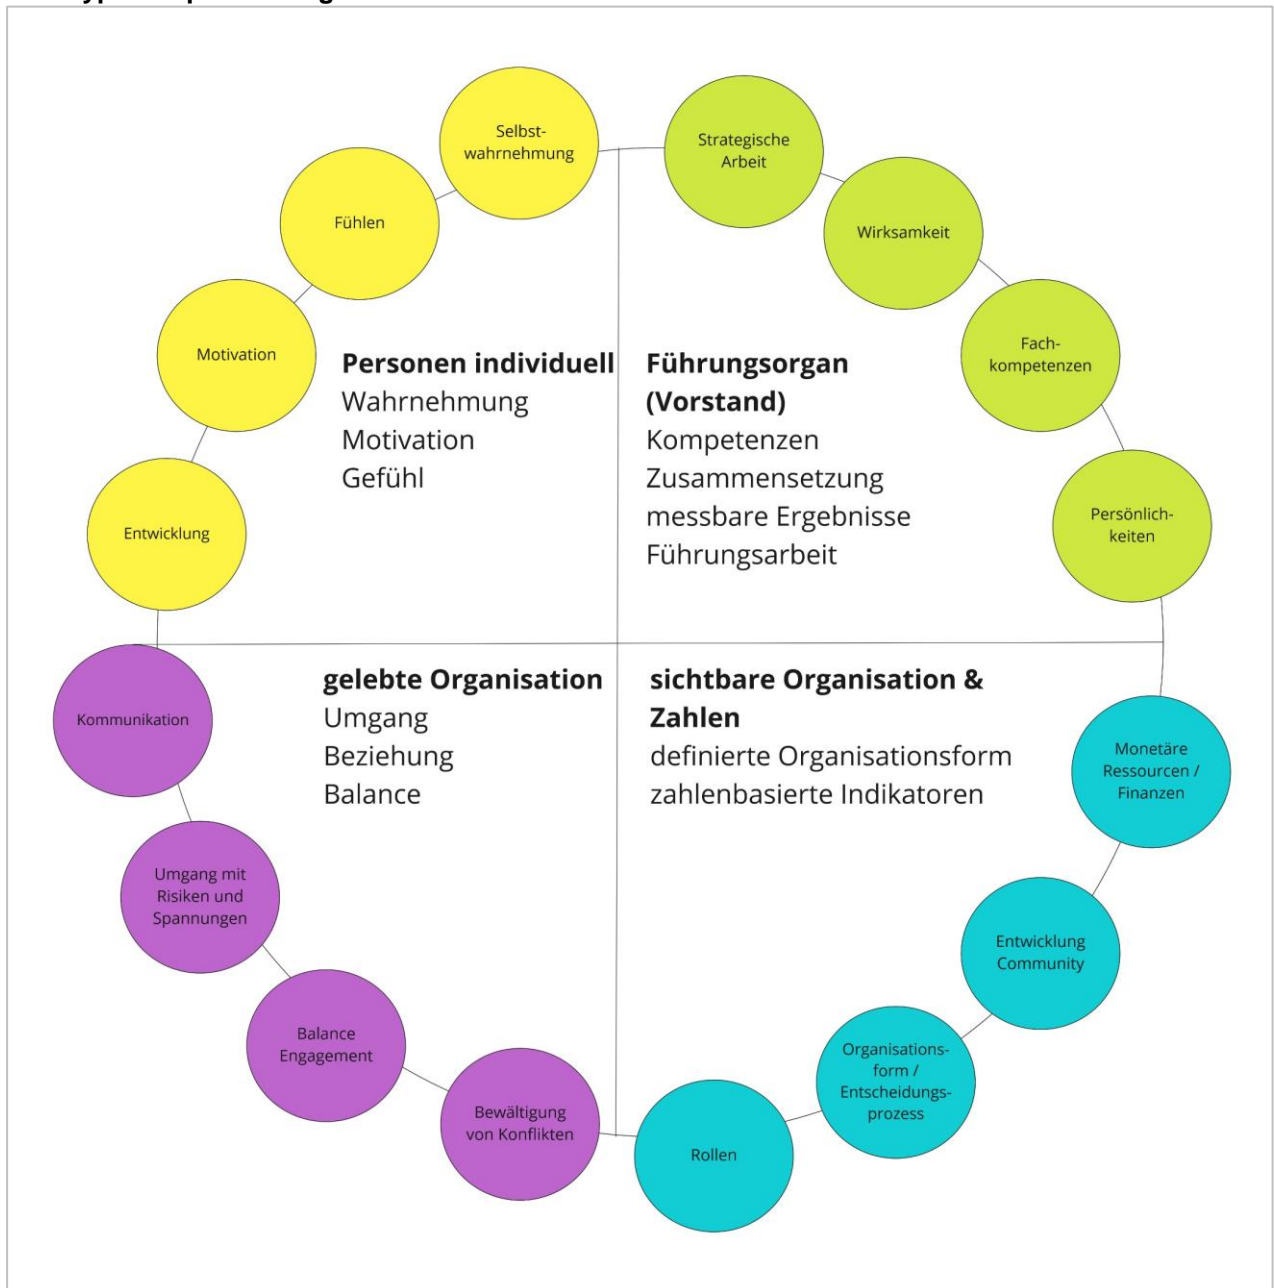 Selbst-
wahrnehmung
Fühlen
Motivation
Entwicklung
Strategische
Arbeit
Wirksamkeit
Fach-
kompetenzen
Persönlich-
keiten
Personen individuell
Wahrnehmung
Motivation
Gefühl
Führungsorgan
(Vorstand)
Kompetenzen
Zusammensetzung
messbare Ergebnisse
Führungsarbeit
gelebte Organisation
Umgang
Beziehung
Balance
sichtbare Organisation &
Zahlen
definierte Organisationsform
zahlenbasierte Indikatoren
Kommunikation
Umgang mit
Risiken und
Spannungen
Balance
Engagement
Bewältigung
von Konflikten
Monetäre
Ressourcen /
Finanzen
Entwicklung
Community
Organisations-
form /
Entscheidungs-
prozess
Rollen